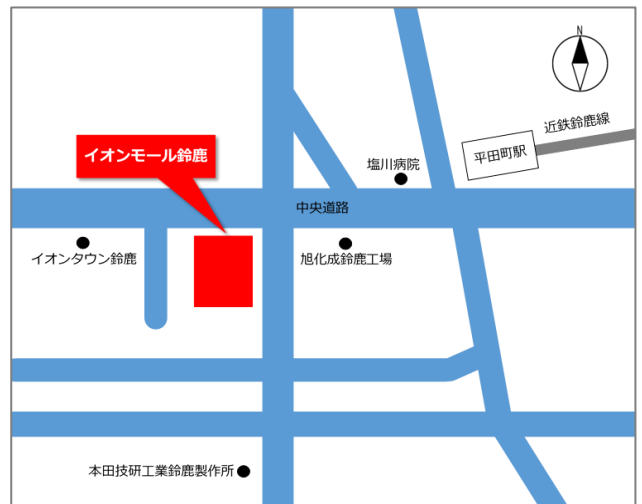 N
近鉄鈴鹿線
平田町駅
イオンモール鈴鹿
塩川病院
中央道路
イオンタウン鈴鹿
旭化成鈴鹿工場
本田技研工業鈴鹿製作所